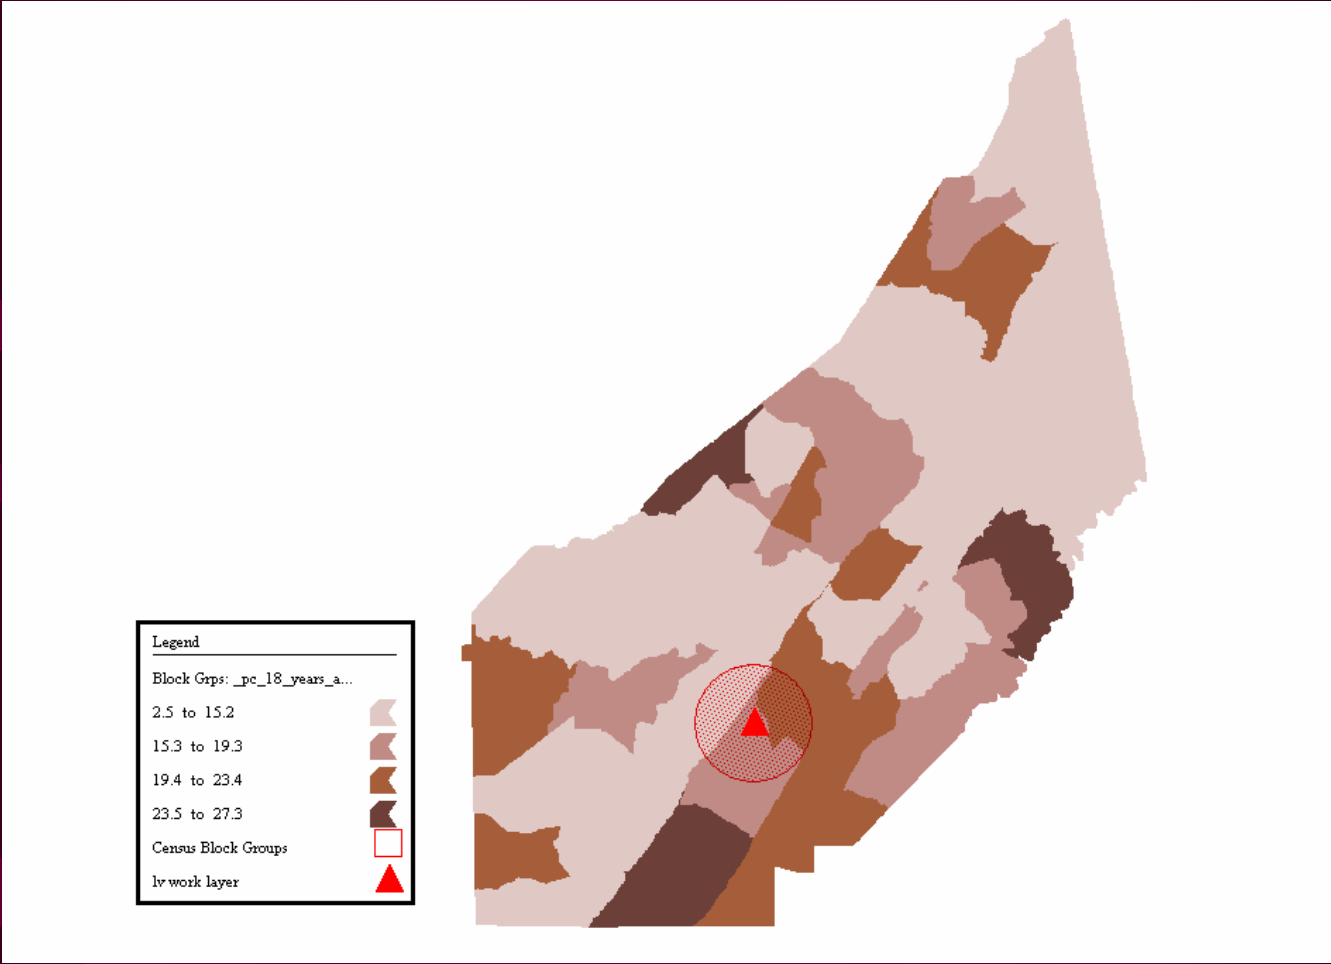 Legend
Block Grps: _pc_18_years_a...
2.5 to 15.2
15.3 to 19.3
19.4 to 23.4
23.5 to 27.3
Census Block Groups
lv work layer